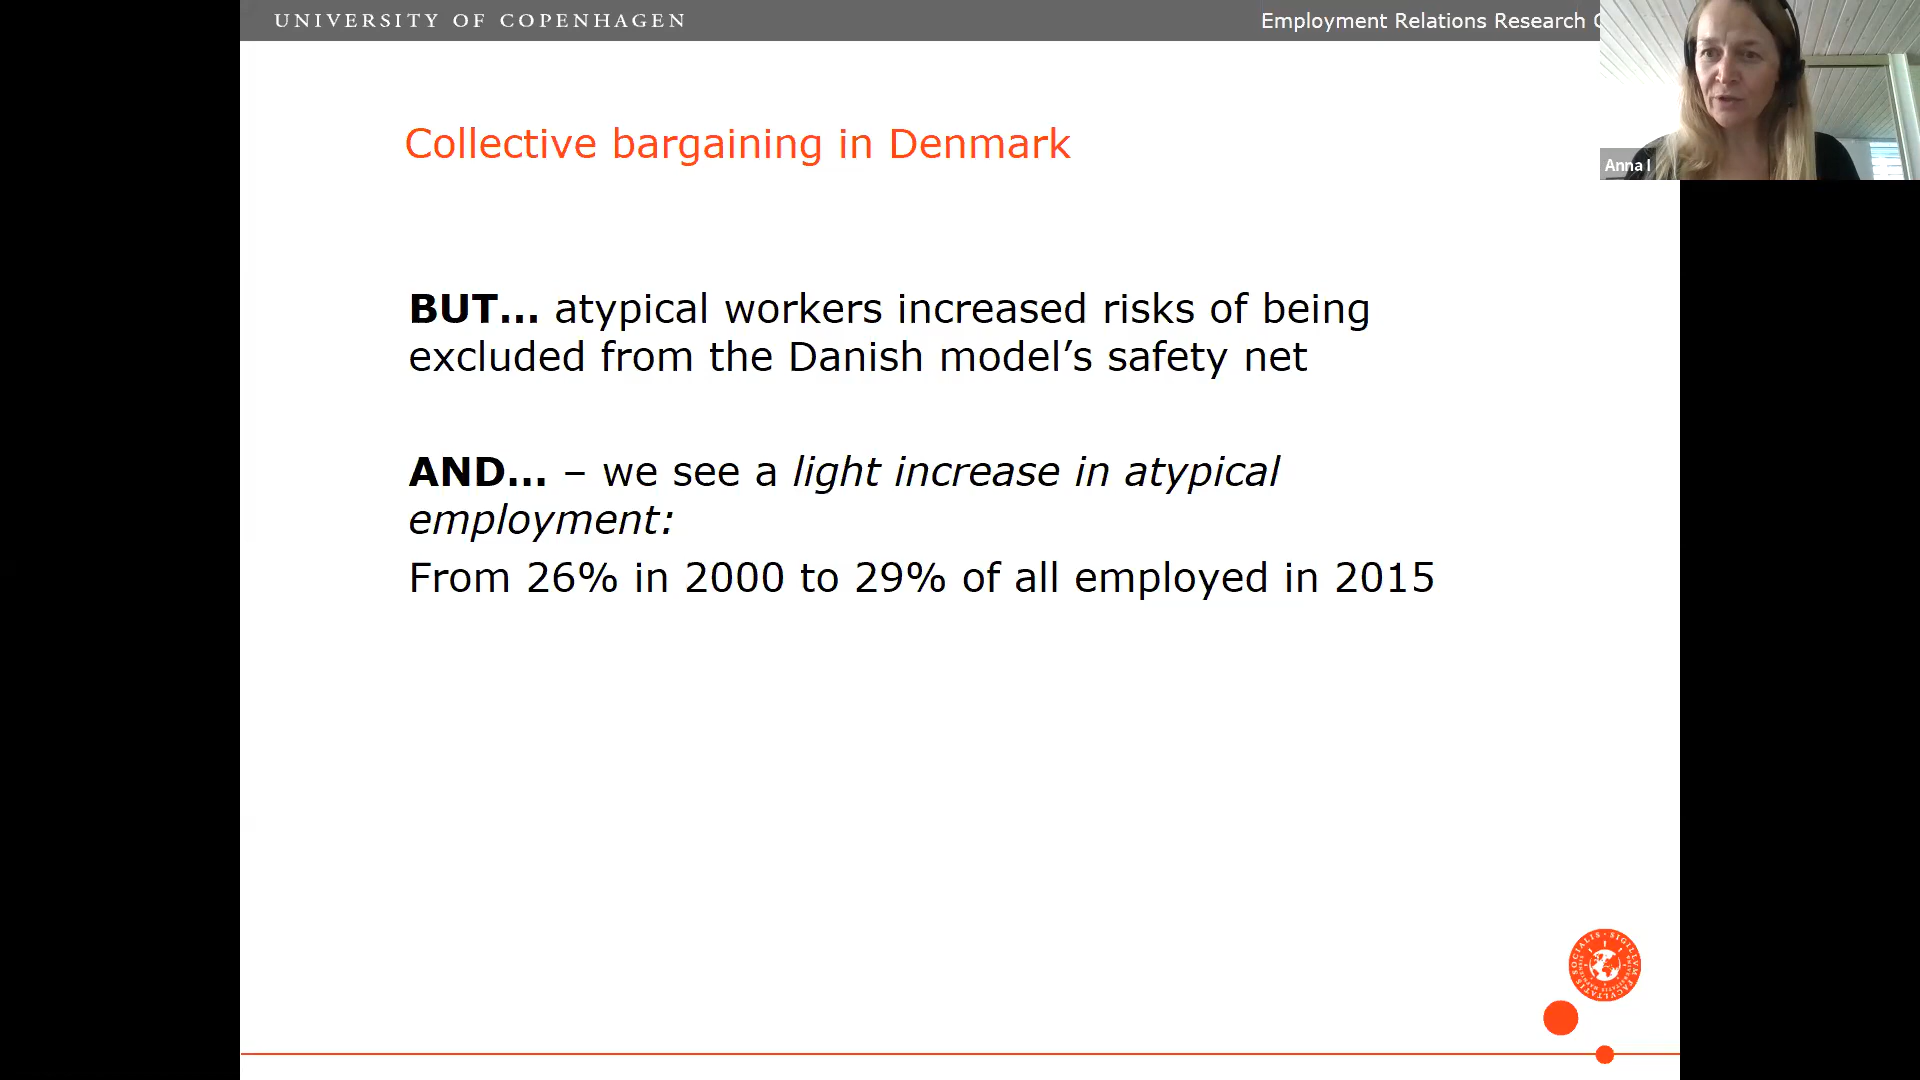 UNIVERSITY OF COPENHAGEN
Employment Relations Research
Anna I
Collective bargaining in Denmark
BUT... atypical workers increased risks of being
excluded from the Danish model’s safety net
AND... – we see a light increase in atypical
employment:
From 26% in 2000 to 29% of all employed in 2015